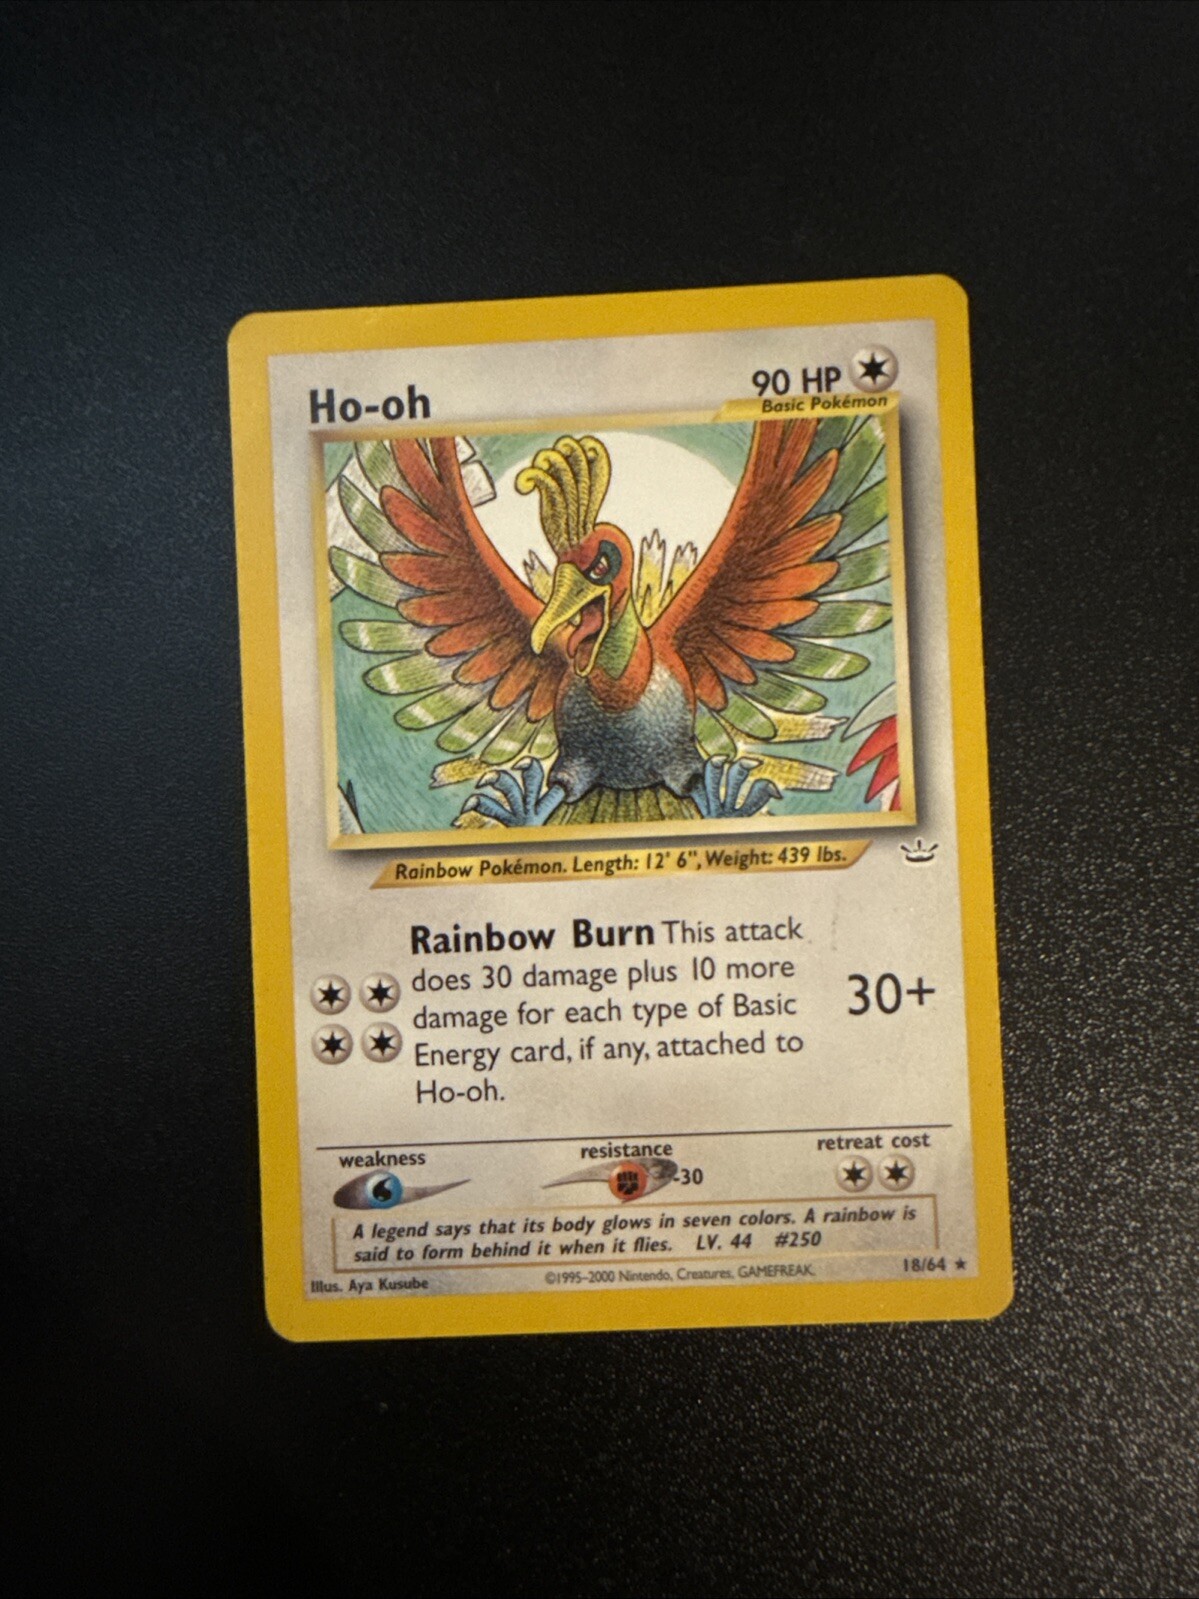 Ho-oh
90 HP
Basic Pokémon
Rainbow Pokémon. Length: 12' 6", Weight: 439 lbs.
Rainbow Burn This attack
does 30 damage plus 10 more
damage for each type of Basic
Energy card, if any, attached to
Ho-oh.
30+
weakness
resistance
-30
retreat cost
A legend says that its body glows in seven colors. A rainbow is
said to form behind it when it flies. LV. 44 #250
Illus. Aya Kusube
©1995–2000 Nintendo, Creatures, GAMEFREAK.
18/64 ★